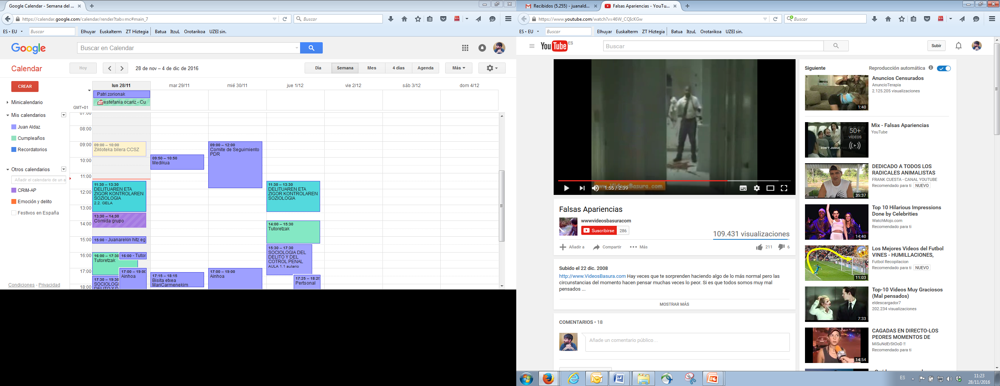 Google Calendar - Semana del ...
https://calendar.google.com/calendar/render?tab=mc#main_7
Buscar
ES ▸ EU
Buscar
Elhuyar Euskalterm ZT Hiztegia Batua ItzuL Orotarikoa UZEI sin.
Google
Buscar en Calendar
Calendar
Hoy
28 de nov – 4 de dic de 2016
Día Semana Mes 4 días Agenda Más
CREAR
Minicalendario
Mis calendarios
Juan Aldaz
Cumpleaños
Recordatorios
Otros calendarios
Añadir el calendario de un a
CRIM-AP
Emoción y delito
Festivos en España
Condiciones - Privacidad
lun 28/11 mar 29/11 mié 30/11 jue 1/12 vie 2/12 sáb 3/12 dom 4/12
Patri zorionak
estefania ocariz - Cu
GMT+01
07:00
08:00
09:00
10:00
11:00
12:00
13:00
14:00
15:00
16:00
17:00
18:00
09:00 – 10:00
Zikloteka bilera CCSZ
11:30 – 13:30
DELITUAREN ETA
ZIGOR KONTROLAREN
SOZIOLOGIA
2.2. GELA
13:30 – 14:30
Comida grupo
15:00 - Juanarekin hitz eg
16:00 – 17:30
Tutoretzak
16:00 - Tutor
17:00 – 19:00
Ainhoa
17:30 – 19:30
SOCIOLOGI
DELITO Y D
09:50 – 10:50
Medikua
17:15 – 18:15
Bisita etxea
MariCarmenekim
09:00 – 12:00
Comite de Seguimiento
PDR
17:00 – 19:00
Ainhoa
11:30 – 13:30
DELITUAREN ETA
ZIGOR KONTROLAREN
SOZIOLOGIA
14:00 – 15:30
Tutoretzak
15:30 – 17:30
SOCIOLOGIA DEL
DELITO Y DEL
COTROL PENAL
AULA 1.1 aulario
17:25 – 18:25
Pertsonal
Recibidos (5.255) - juanald...
Falsas Apariencias - YouTu...
https://www.youtube.com/watch?v=46W_CQIcKGw
Buscar
ES ▸ EU
Buscar
Elhuyar Euskalterm ZT Hiztegia Batua ItzuL Orotarikoa UZEI sin.
YouTube ES
Buscar
Subir
www.VideosBasura.com
1:55 / 2:39
Falsas Apariencias
wwwvideosbasuracom
Suscribirse 286
109.431 visualizaciones
Añadir a Compartir Más
211 6
Subido el 22 dic. 2008
http://www.VideosBasura.com Hay veces que te sorprenden haciendo algo de lo más normal pero las
circunstancias del momento hacen pensar muchas veces lo peor. Si es que todos somos muy mal
pensados ...
MOSTRAR MÁS
COMENTARIOS • 18
Añade un comentario público...
Siguiente
Reproducción automática
Anuncios Censurados
AnuncioTerapia
2.125.205 visualizaciones
1:40
Mix - Falsas Apariencias
YouTube
50+
VÍDEOS
DON'T JUDGE TOO
DEDICADO A TODOS LOS
RADICALES ANIMALISTAS
FRANK CUESTA - CANAL YOUTUBE
Recomendado para ti NUEVO
35:37
Top 10 Hilarious Impressions
Done by Celebrities
WatchMojo.com
Recomendado para ti
14:40
Los Mejores Videos del Futbol
VINES - HUMILLACIONES,
Futbol Recopilacion
Recomendado para ti NUEVO
11:03
Top-10 Videos Muy Graciosos
(Mal pensados)
eldescargador7
202.234 visualizaciones
7:33
CAGADAS EN DIRECTO-LOS
PEORES MOMENTOS DE
MiSuNdErStOoD !!
Recomendado para ti
14:54
ES
11:23
28/11/2016